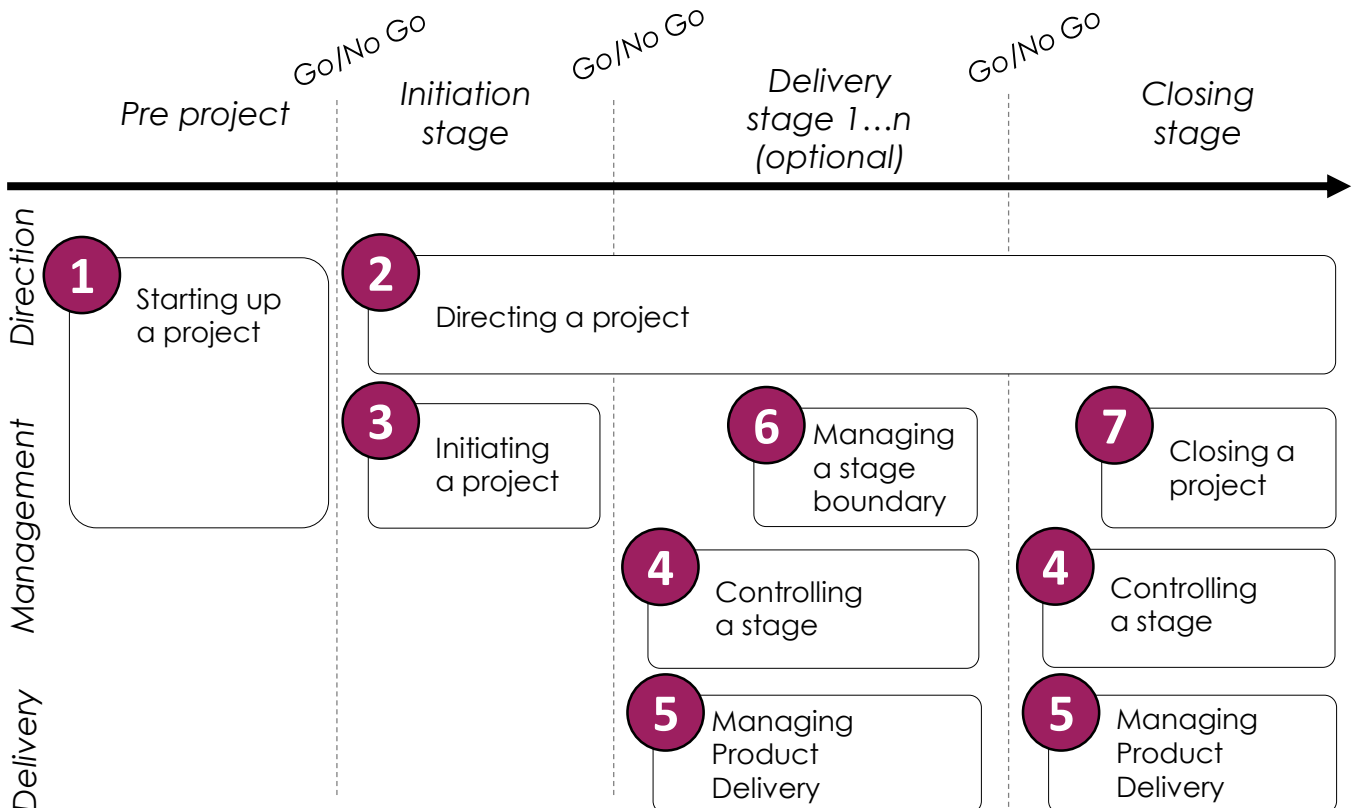 Go/No Go
Go/No Go
Go/No Go
Pre project
Initiation
stage
Delivery
stage 1...n
(optional)
Closing
stage
Direction
1
Starting up
a project
2
Directing a project
Management
3
Initiating
a project
6
Managing
a stage
boundary
7
Closing a
project
4
Controlling
a stage
4
Controlling
a stage
Delivery
5
Managing
Product
Delivery
5
Managing
Product
Delivery